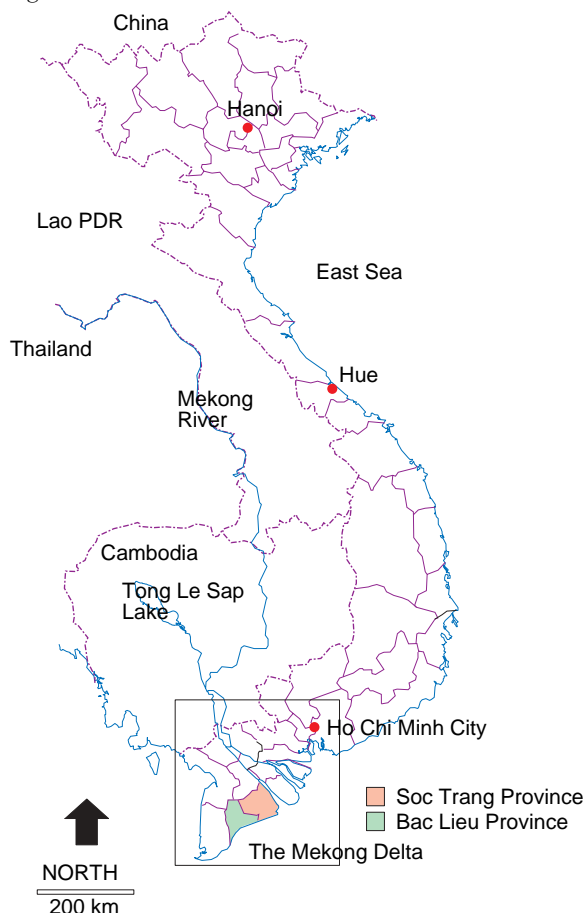 China
Hanoi
Lao PDR
East Sea
Thailand
Hue
Mekong
River
Cambodia
Tong Le Sap
Lake
Ho Chi Minh City
Soc Trang Province
Bac Lieu Province
The Mekong Delta
NORTH
200 km